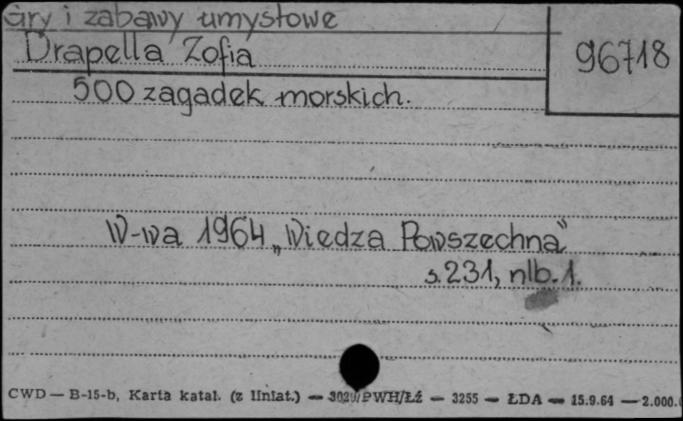 Gry i zabawy umysłowe
Drapella Zofia
96718
500 zagadek morskich.
W-wa 1964 „Wiedza Powszechna"
s. 231, nlb. 1.
CWD — B-15-b, Karta katal. (z liniat.) — 3029/PWH/Łź — 3255 — ŁDA — 15.9.64 — 2.000.